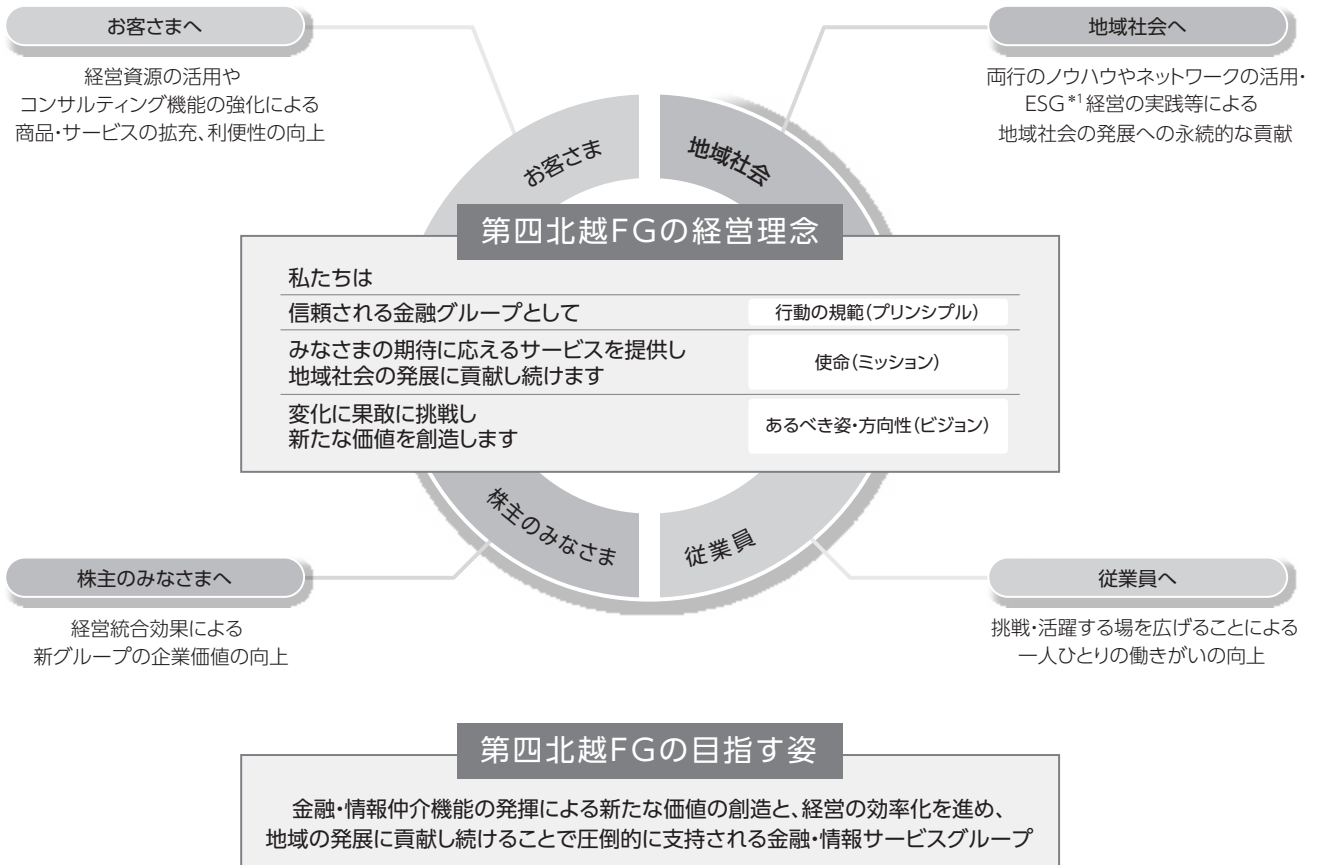 お客さまへ
経営資源の活用や
コンサルティング機能の強化による
商品・サービスの拡充、利便性の向上
地域社会へ
両行のノウハウやネットワークの活用・
ESG*1経営の実践等による
地域社会の発展への永続的な貢献
お客さま
地域社会
第四北越FGの経営理念
私たちは
信頼される金融グループとして
行動の規範(プリンシプル)
みなさまの期待に応えるサービスを提供し
地域社会の発展に貢献し続けます
使命(ミッション)
変化に果敢に挑戦し
新たな価値を創造します
あるべき姿・方向性(ビジョン)
株主のみなさま
従業員
株主のみなさまへ
経営統合効果による
新グループの企業価値の向上
従業員へ
挑戦・活躍する場を広げることによる
一人ひとりの働きがいの向上
第四北越FGの目指す姿
金融・情報仲介機能の発揮による新たな価値の創造と、経営の効率化を進め、
地域の発展に貢献し続けることで圧倒的に支持される金融・情報サービスグループ